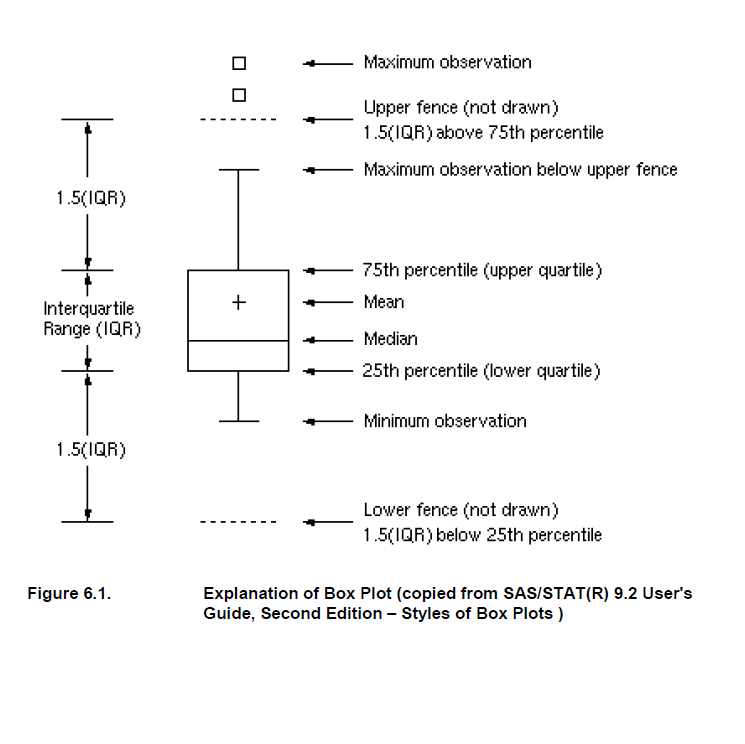 Maximum observation
Upper fence (not drawn)
1.5(IQR) above 75th percentile
Maximum observation below upper fence
1.5(IQR)
75th percentile (upper quartile)
Mean
Interquartile
Range (IQR)
Median
25th percentile (lower quartile)
Minimum observation
1.5(IQR)
Lower fence (not drawn)
1.5(IQR) below 25th percentile
Figure 6.1. Explanation of Box Plot (copied from SAS/STAT(R) 9.2 User's
Guide, Second Edition – Styles of Box Plots )